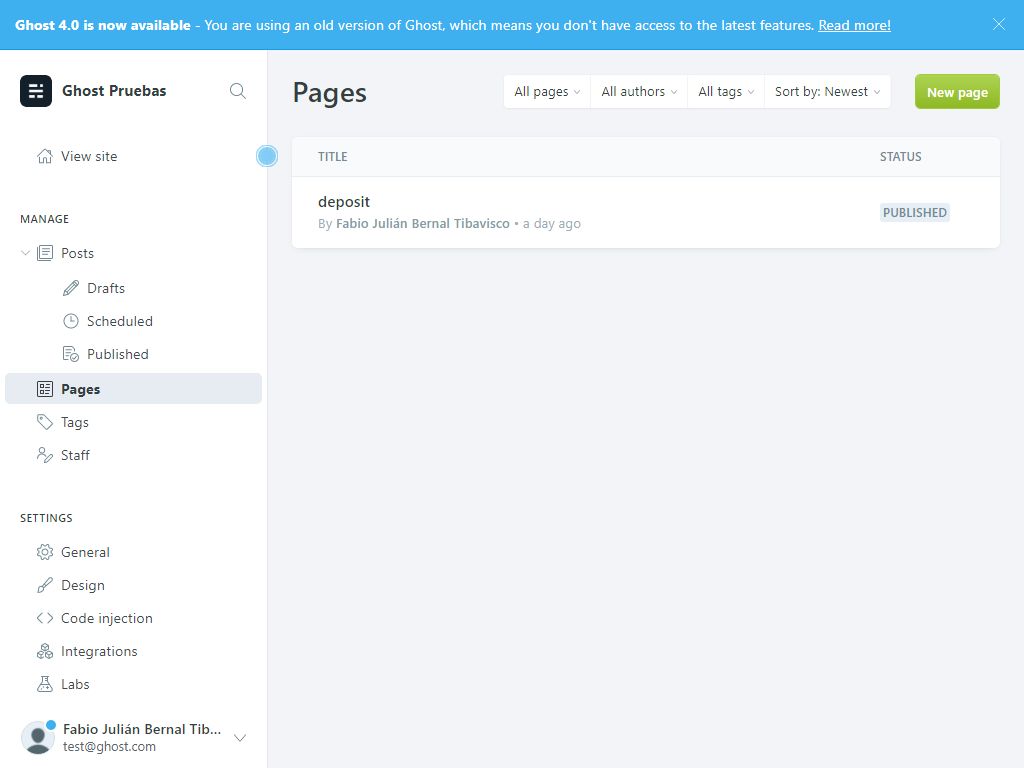 Ghost 4.0 is now available - You are using an old version of Ghost, which means you don't have access to the latest features. Read more!
Ghost Pruebas
View site
MANAGE
Posts
Drafts
Scheduled
Published
Pages
Tags
Staff
SETTINGS
General
Design
Code injection
Integrations
Labs
Fabio Julián Bernal Tib...
test@ghost.com
Pages
All pages
All authors
All tags
Sort by: Newest
New page
TITLE
STATUS
deposit
By Fabio Julián Bernal Tibavisco • a day ago
PUBLISHED